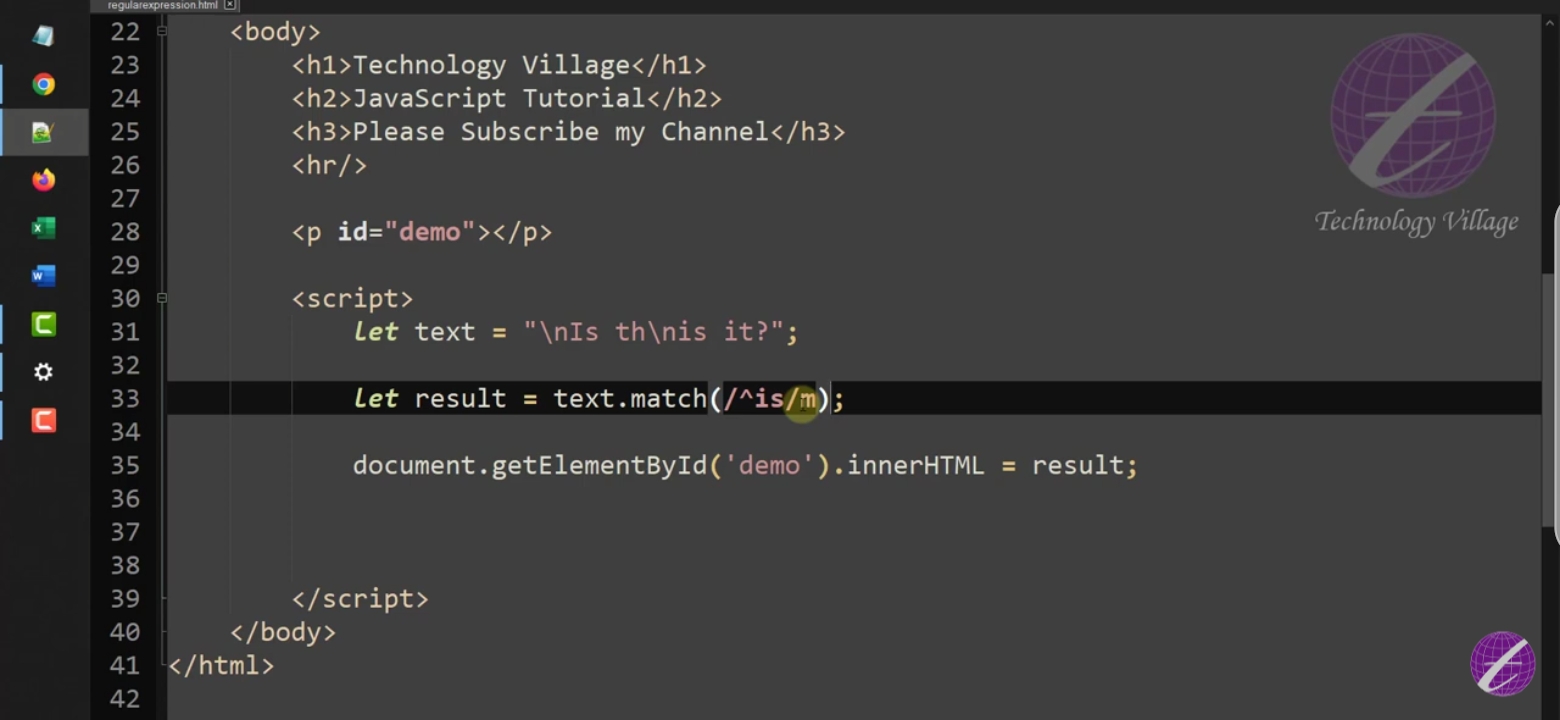 regularexpression.html
22 <body>
23 <h1>Technology Village</h1>
24 <h2>JavaScript Tutorial</h2>
25 <h3>Please Subscribe my Channel</h3>
26 <hr/>
27
28 <p id="demo"></p>
29
30 <script>
31 let text = "\nIs th\nis it?";
32
33 let result = text.match(/^is/m);
34
35 document.getElementById('demo').innerHTML = result;
36
37
38
39 </script>
40 </body>
41 </html>
42
Technology Village